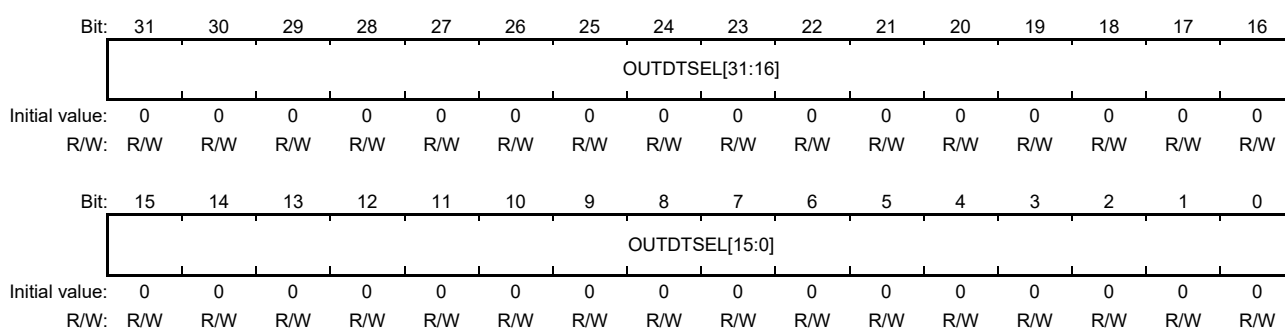 Bit: 31 30 29 28 27 26 25 24 23 22 21 20 19 18 17 16
OUTDTSEL[31:16]
Initial value: 0 0 0 0 0 0 0 0 0 0 0 0 0 0 0 0
R/W: R/W R/W R/W R/W R/W R/W R/W R/W R/W R/W R/W R/W R/W R/W R/W R/W
Bit: 15 14 13 12 11 10 9 8 7 6 5 4 3 2 1 0
OUTDTSEL[15:0]
Initial value: 0 0 0 0 0 0 0 0 0 0 0 0 0 0 0 0
R/W: R/W R/W R/W R/W R/W R/W R/W R/W R/W R/W R/W R/W R/W R/W R/W R/W